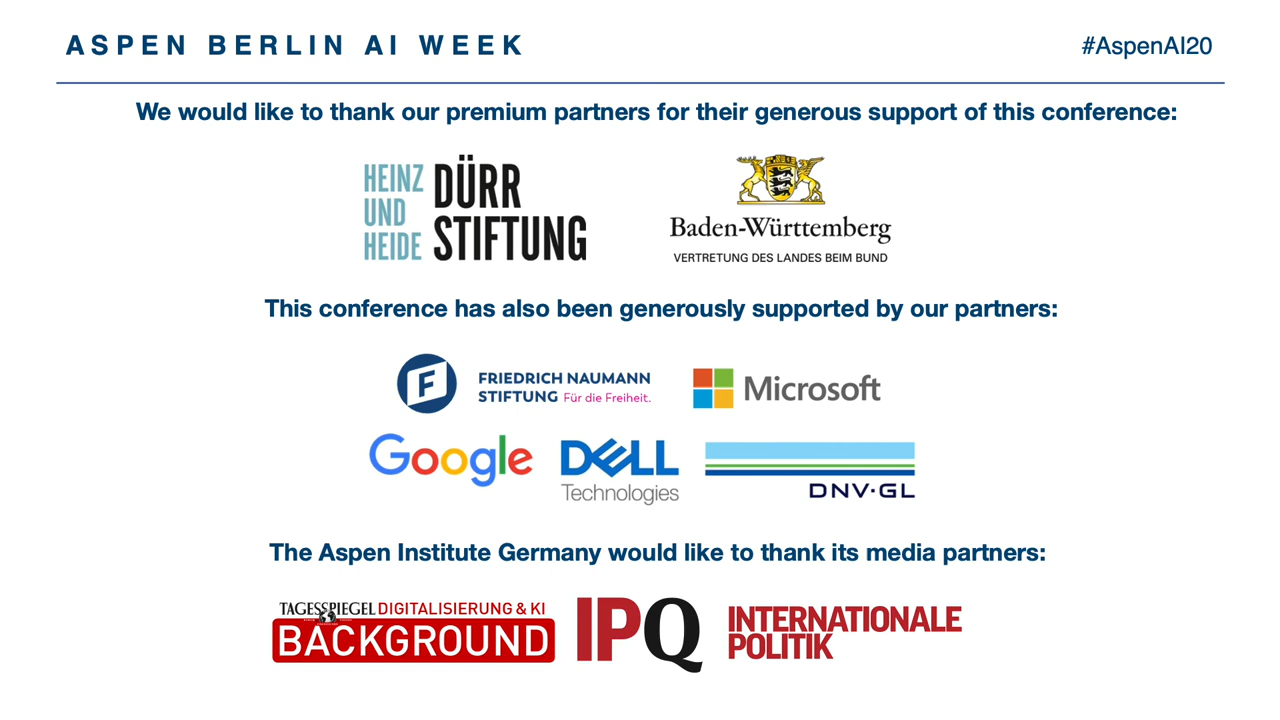 ASPEN BERLIN AI WEEK
#AspenAI20
We would like to thank our premium partners for their generous support of this conference:
HEINZ
UND
HEIDE
DÜRR
STIFTUNG
Baden-Württemberg
VERTRETUNG DES LANDES BEIM BUND
This conference has also been generously supported by our partners:
F
FRIEDRICH NAUMANN
STIFTUNG Für die Freiheit.
Microsoft
Google
DELL
Technologies
DNV·GL
The Aspen Institute Germany would like to thank its media partners:
TAGESSPIEGEL DIGITALISIERUNG & KI
BACKGROUND
IPQ
INTERNATIONALE
POLITIK